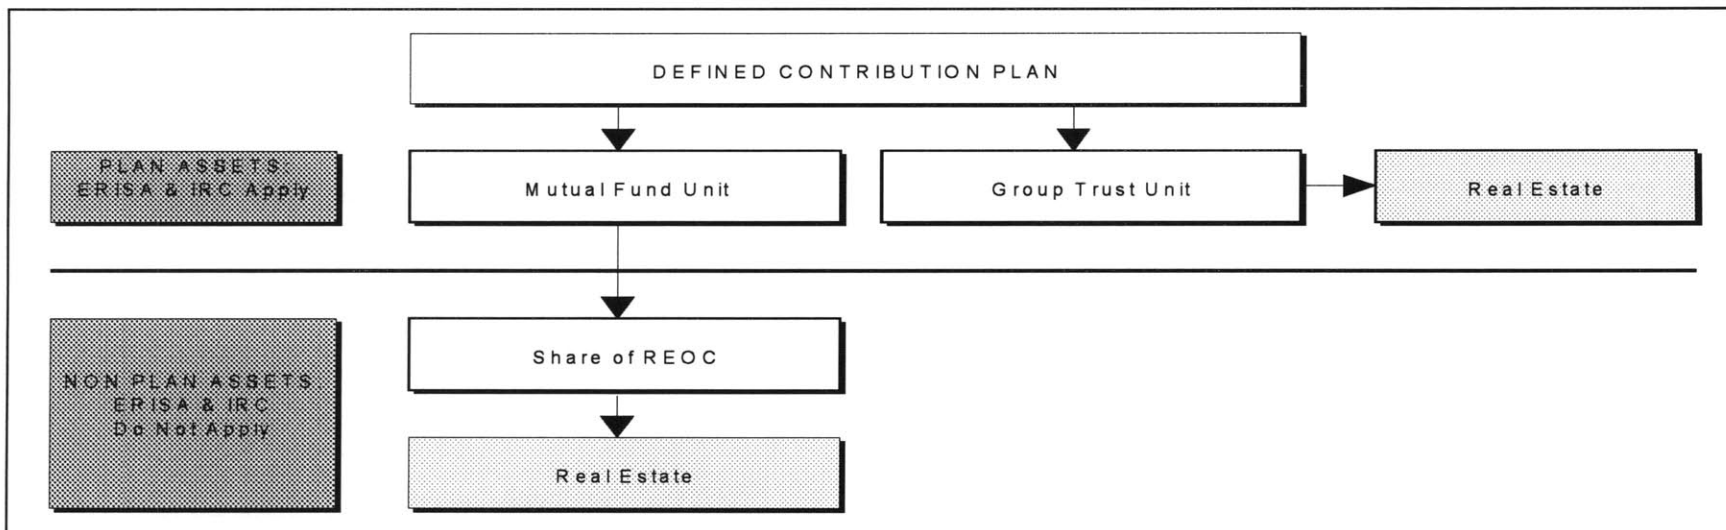 DEFINED CONTRIBUTION PLAN
PLAN ASSETS:
ERISA & IRC Apply
Mutual Fund Unit
Group Trust Unit
Real Estate
NON PLAN ASSETS
ERISA & IRC
Do Not Apply
Share of REOC
Real Estate